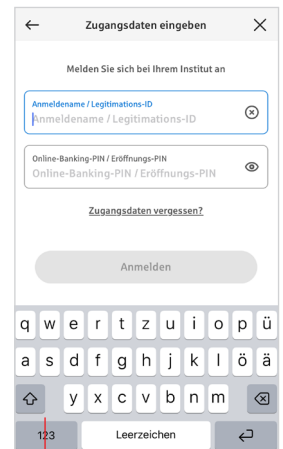 Zugangsdaten eingeben
Melden Sie sich bei Ihrem Institut an
Anmeldename / Legitimations-ID
Anmeldename / Legitimations-ID
Online-Banking-PIN / Eröffnungs-PIN
Online-Banking-PIN / Eröffnungs-PIN
Zugangsdaten vergessen?
Anmelden
q w e r t z u i o p ü
a s d f g h j k l ö ä
y x c v b n m
123 Leerzeichen